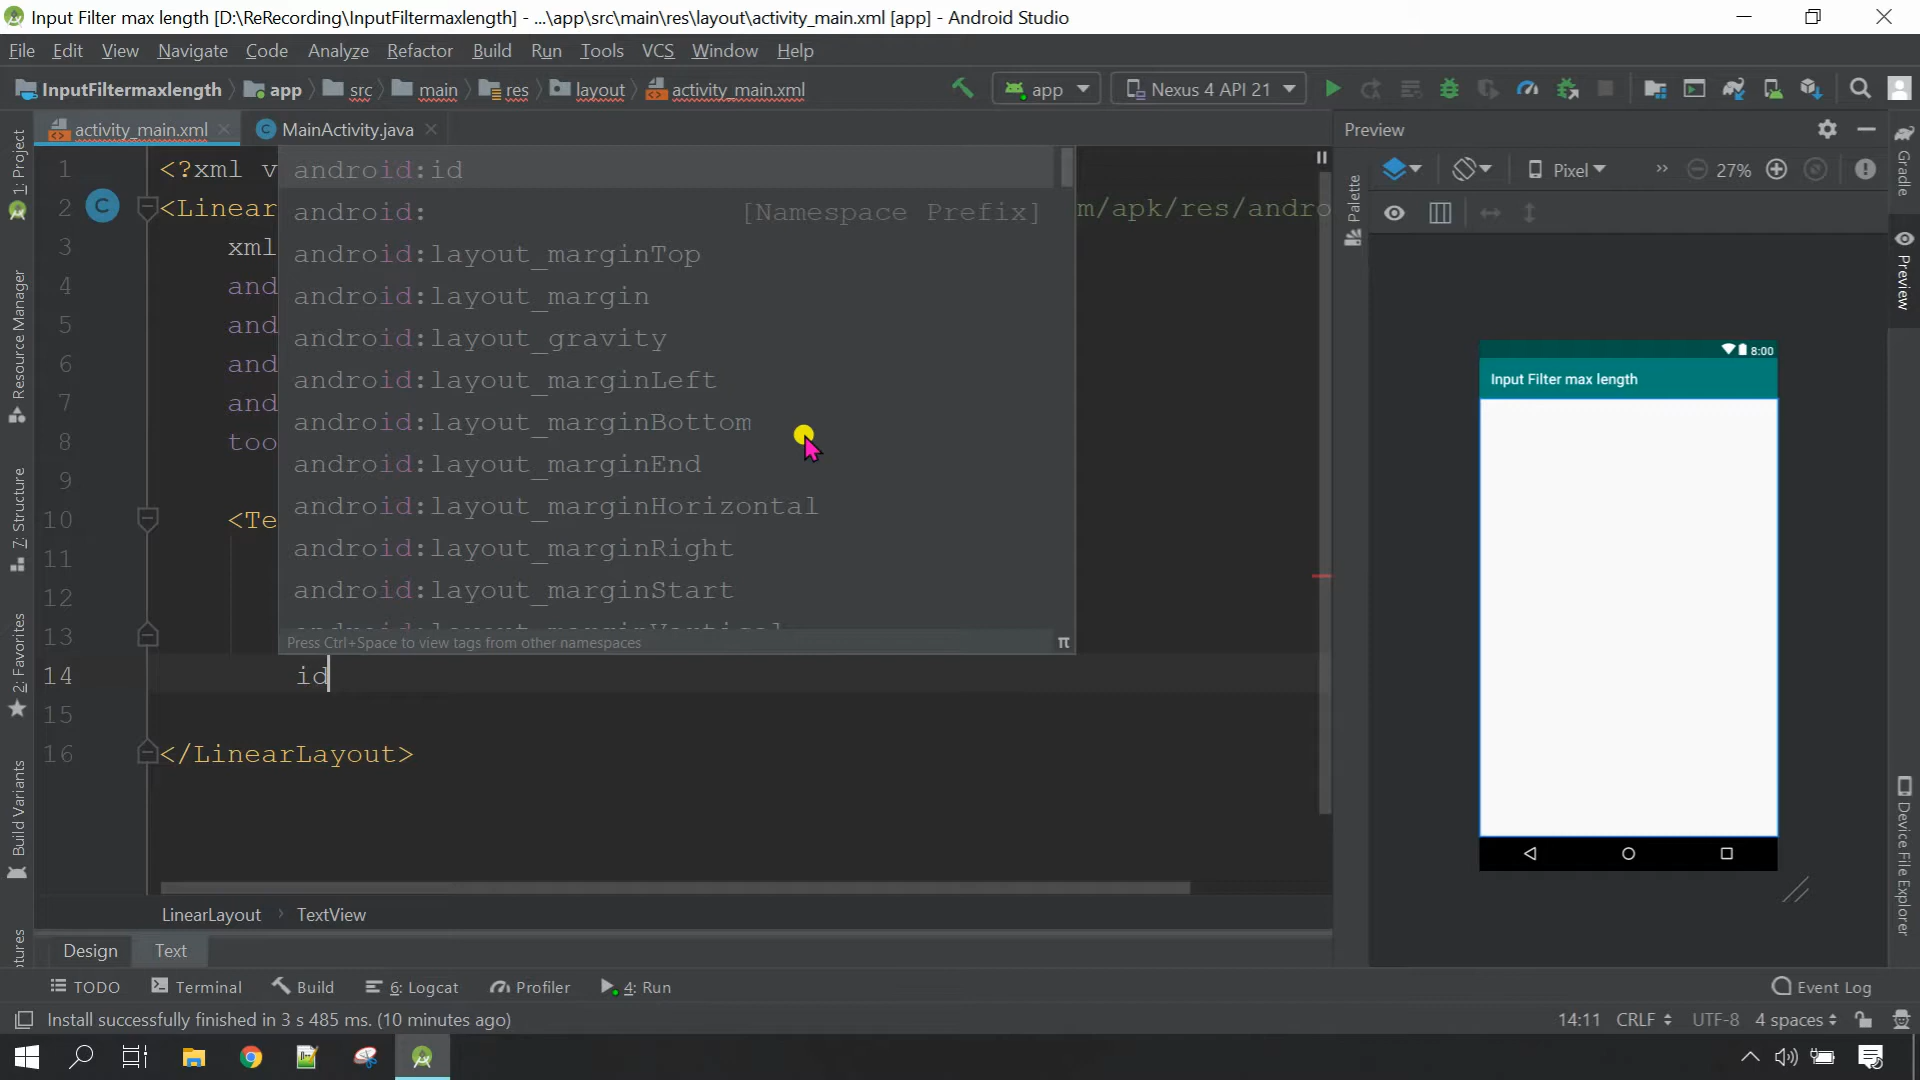 Input Filter max length [D:\ReRecording\InputFiltermaxlength] - ...\app\src\main\res\layout\activity_main.xml [app] - Android Studio
File Edit View Navigate Code Analyze Refactor Build Run Tools VCS Window Help
InputFiltermaxlength app src main res layout activity_main.xml app Nexus 4 API 21
activity_main.xml MainActivity.java Preview
1 <?xml v
2 <Linear m/apk/res/andro
3 xml
4 and
5 and
6 and
7 and
8 too
9
10 <Te
11
12
13
14 id
15
16 </LinearLayout>
android:id
android: [Namespace Prefix]
android:layout_marginTop
android:layout_margin
android:layout_gravity
android:layout_marginLeft
android:layout_marginBottom
android:layout_marginEnd
android:layout_marginHorizontal
android:layout_marginRight
android:layout_marginStart
android:layout_marginVertical
Press Ctrl+Space to view tags from other namespaces π
LinearLayout TextView
Design Text
1: Project
Resource Manager
7: Structure
2: Favorites
Build Variants
Palette
Pixel 27%
8:00
Input Filter max length
Gradle
Preview
Device File Explorer
TODO Terminal Build 6: Logcat Profiler 4: Run Event Log
Install successfully finished in 3 s 485 ms. (10 minutes ago) 14:11 CRLF UTF-8 4 spaces